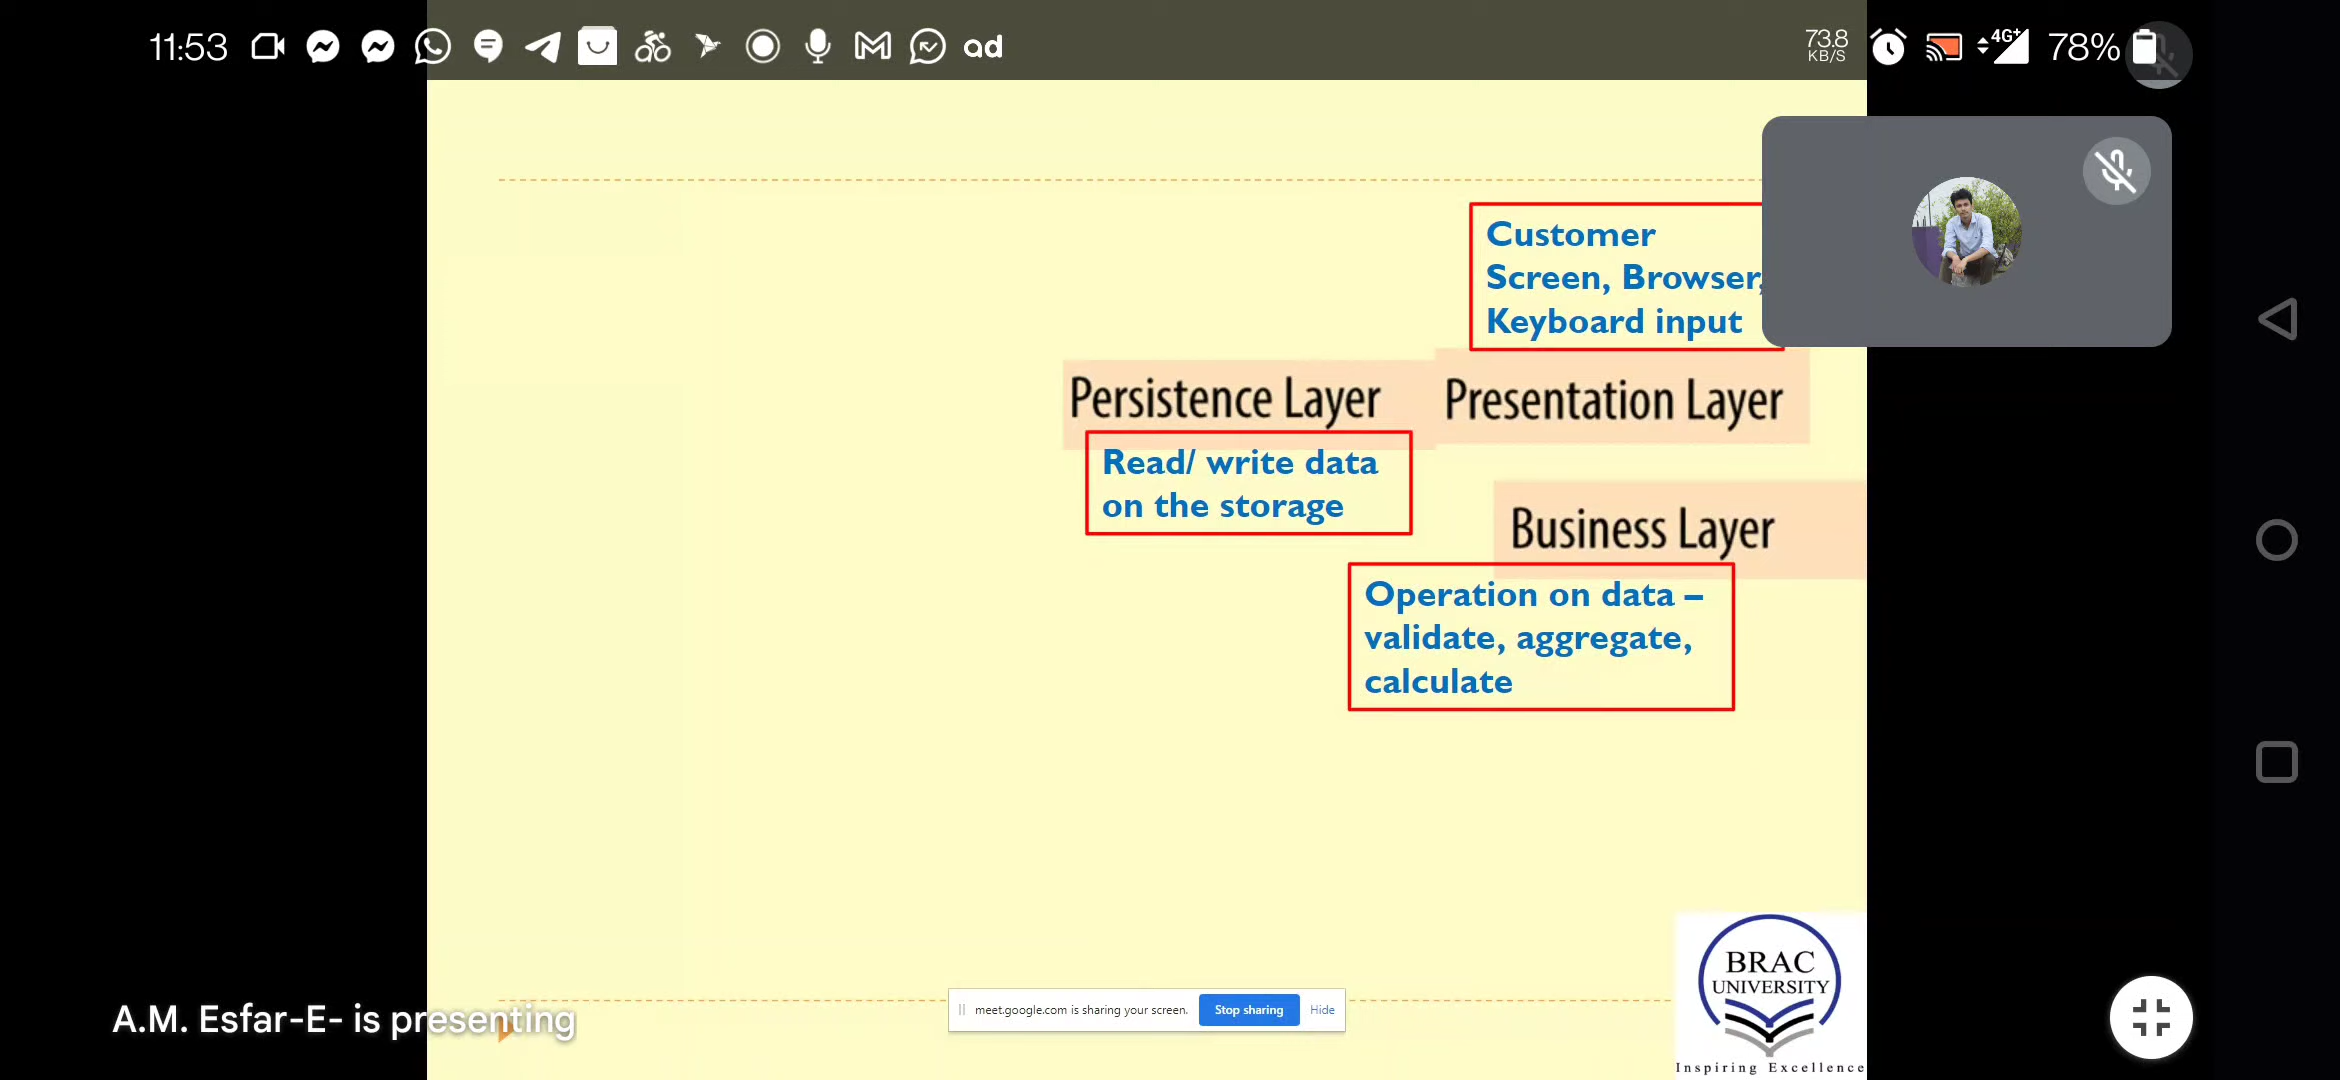 11:53
ad
73.8
KB/S
4G+
78%
Customer
Screen, Browser,
Keyboard input
Persistence Layer
Presentation Layer
Read/ write data
on the storage
Business Layer
Operation on data –
validate, aggregate,
calculate
BRAC
UNIVERSITY
Inspiring Excellence
meet.google.com is sharing your screen.
Stop sharing
Hide
A.M. Esfar-E- is presenting